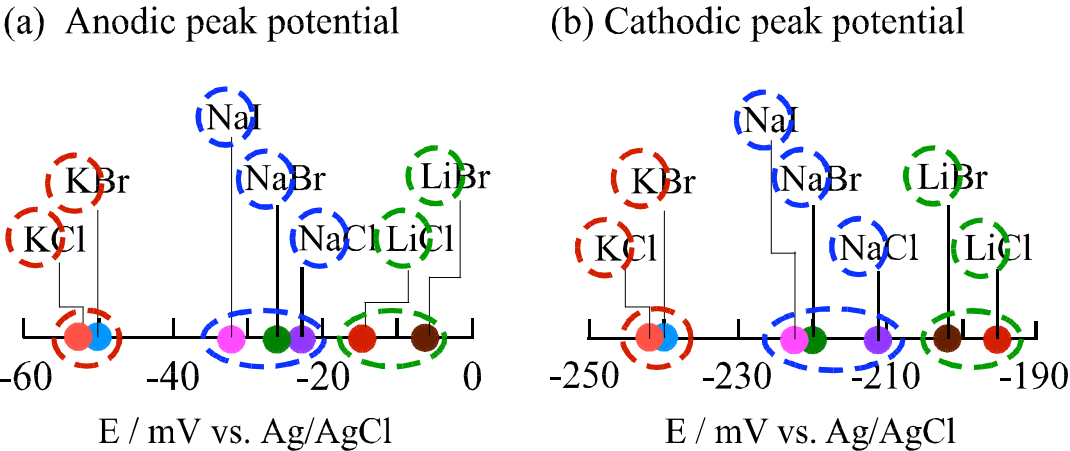 (a) Anodic peak potential
NaI
KBr
NaBr
LiBr
KCl
NaCl
LiCl
-60
-40
-20
0
E / mV vs. Ag/AgCl
(b) Cathodic peak potential
NaI
KBr
NaBr
LiBr
KCl
NaCl
LiCl
-250
-230
-210
-190
E / mV vs. Ag/AgCl